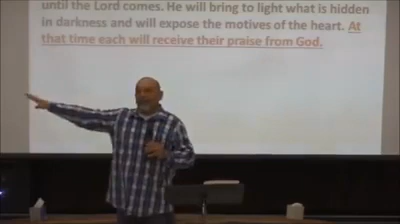 until the Lord comes. He will bring to light what is hidden
in darkness and will expose the motives of the heart. At
that time each will receive their praise from God.